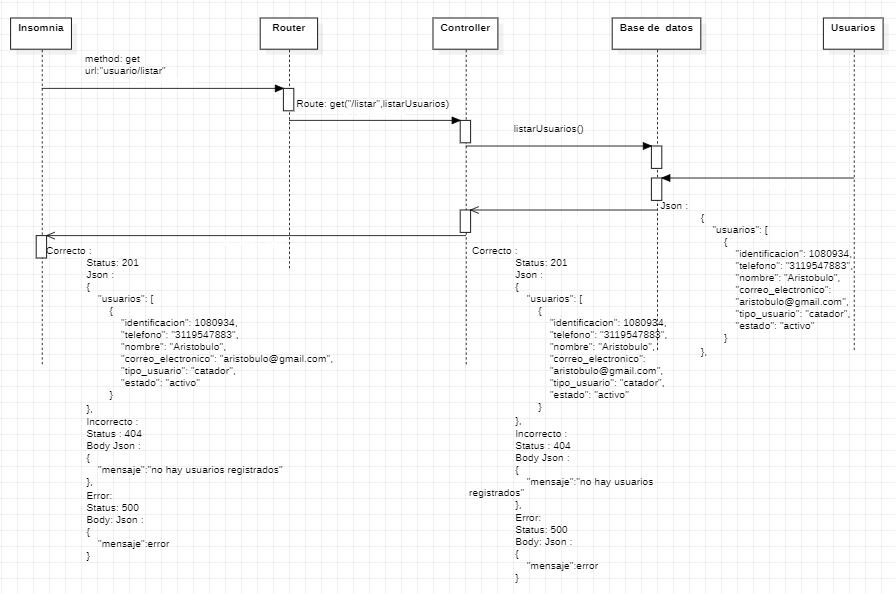 Insomnia
Router
Controller
Base de datos
Usuarios
method: get
url:"usuario/listar"
Route: get("/listar",listarUsuarios)
listarUsuarios()
Json :
{
"usuarios": [
{
"identificacion": 1080934,
"telefono": "3119547883",
"nombre": "Aristobulo",
"correo_electronico":
"aristobulo@gmail.com",
"tipo_usuario": "catador",
"estado": "activo"
}
},
Correcto :
Status: 201
Json :
{
"usuarios": [
{
"identificacion": 1080934,
"telefono": "3119547883",
"nombre": "Aristobulo",
"correo_electronico": "aristobulo@gmail.com",
"tipo_usuario": "catador",
"estado": "activo"
}
},
Incorrecto :
Status : 404
Body Json :
{
"mensaje":"no hay usuarios registrados"
},
Error:
Status: 500
Body: Json :
{
"mensaje":error
}
Correcto :
Status: 201
Json :
{
"usuarios": [
{
"identificacion": 1080934,
"telefono": "3119547883",
"nombre": "Aristobulo",
"correo_electronico":
"aristobulo@gmail.com",
"tipo_usuario": "catador",
"estado": "activo"
}
},
Incorrecto :
Status : 404
Body Json :
{
"mensaje":"no hay usuarios
registrados"
},
Error:
Status: 500
Body: Json :
{
"mensaje":error
}